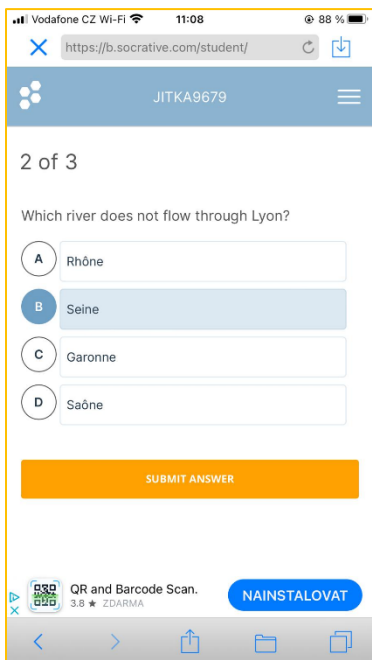 Vodafone CZ Wi-Fi 11:08 88 %
https://b.socrative.com/student/
JITKA9679
2 of 3
Which river does not flow through Lyon?
A Rhône
B Seine
C Garonne
D Saône
SUBMIT ANSWER
QR and Barcode Scan.
3.8 ★ ZDARMA
NAINSTALOVAT